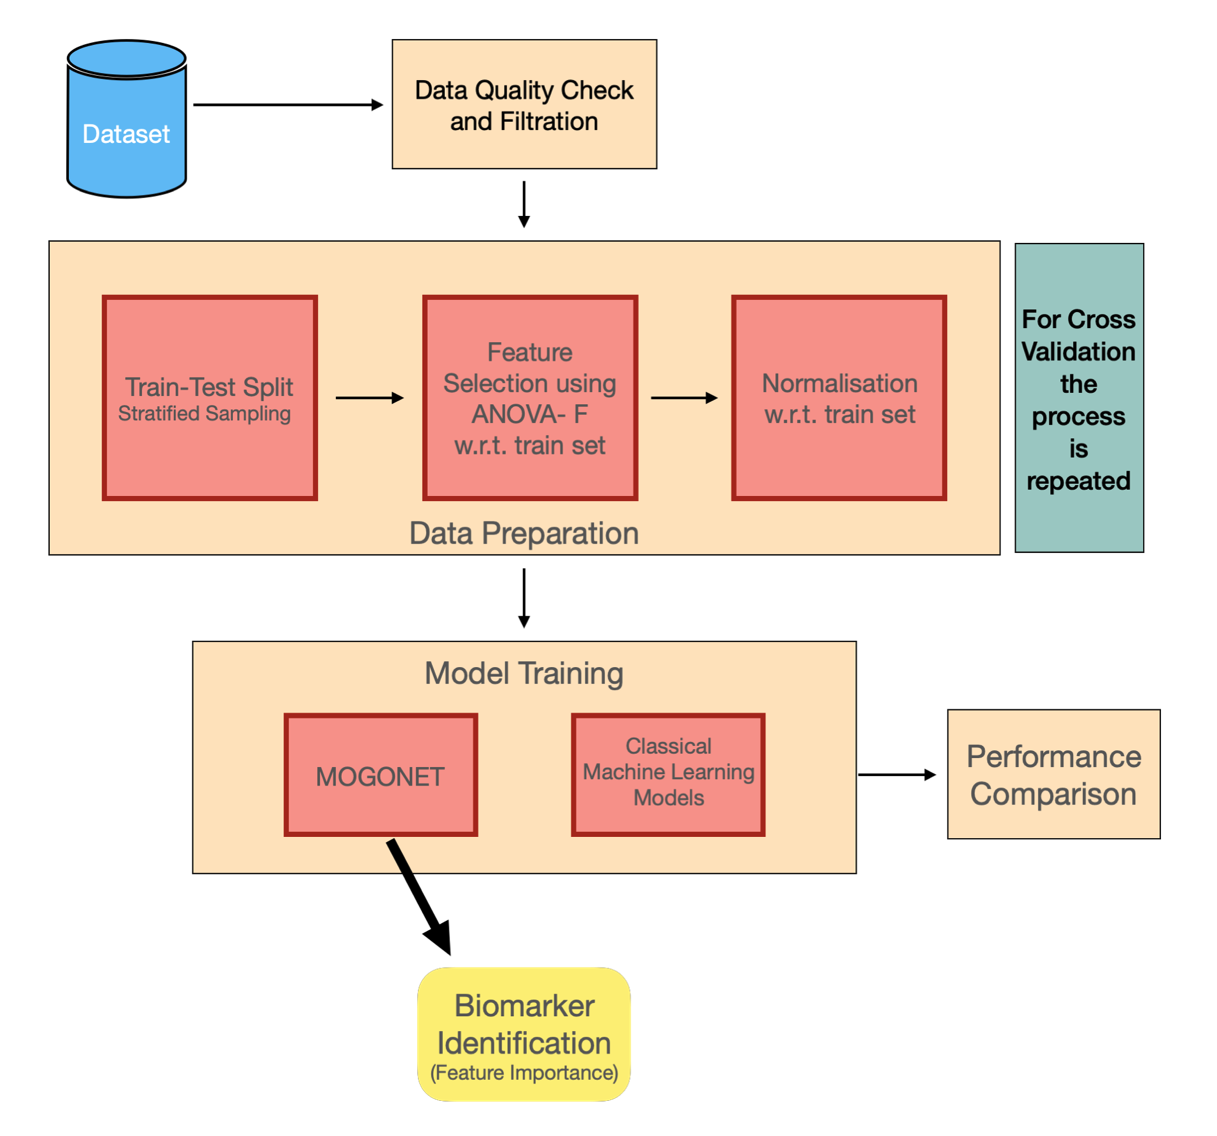 Dataset
Data Quality Check
and Filtration
Train-Test Split
Stratified Sampling
Feature
Selection using
ANOVA- F
w.r.t. train set
Normalisation
w.r.t. train set
Data Preparation
For Cross
Validation
the
process
is
repeated
Model Training
MOGONET
Classical
Machine Learning
Models
Performance
Comparison
Biomarker
Identification
(Feature Importance)